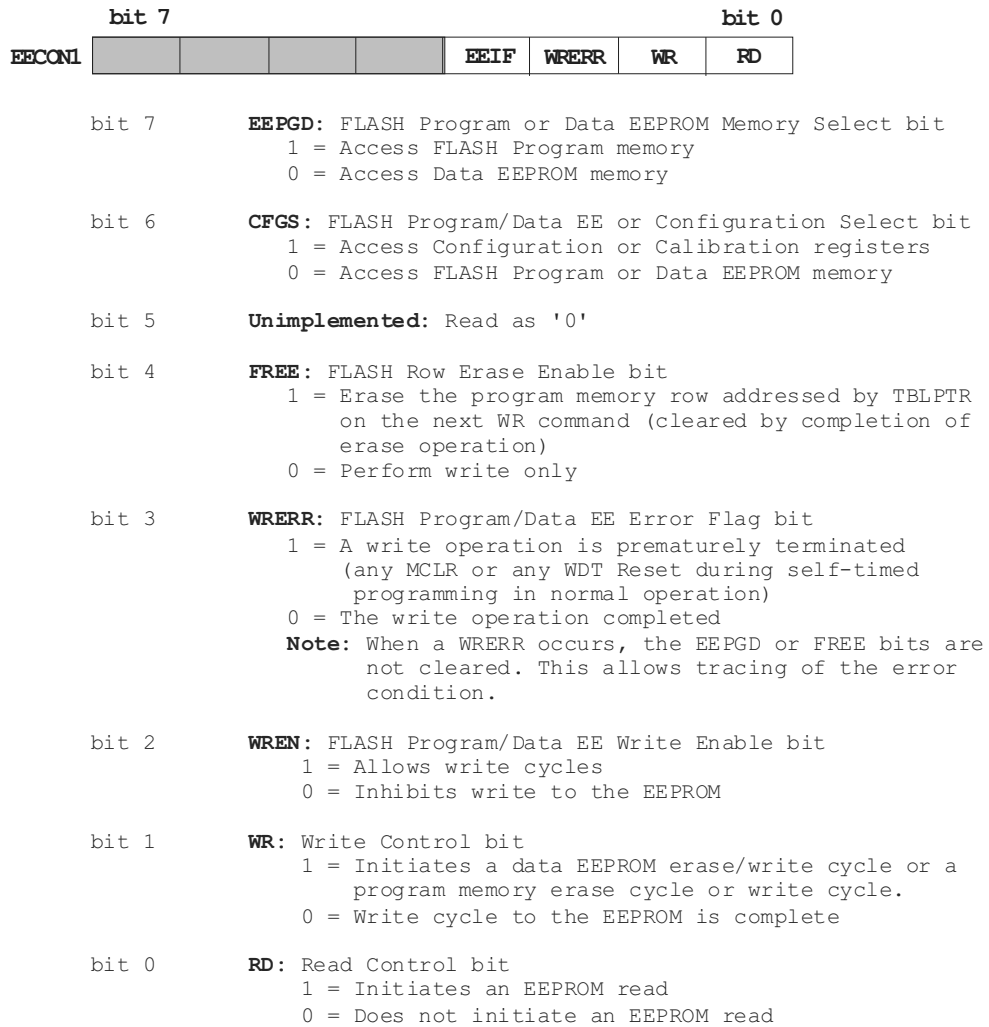 bit 7 bit 0
EECON1 EEIF WRERR WR RD
bit 7 EEPGD: FLASH Program or Data EEPROM Memory Select bit
1 = Access FLASH Program memory
0 = Access Data EEPROM memory
bit 6 CFGS: FLASH Program/Data EE or Configuration Select bit
1 = Access Configuration or Calibration registers
0 = Access FLASH Program or Data EEPROM memory
bit 5 Unimplemented: Read as '0'
bit 4 FREE: FLASH Row Erase Enable bit
1 = Erase the program memory row addressed by TBLPTR
on the next WR command (cleared by completion of
erase operation)
0 = Perform write only
bit 3 WRERR: FLASH Program/Data EE Error Flag bit
1 = A write operation is prematurely terminated
(any MCLR or any WDT Reset during self-timed
programming in normal operation)
0 = The write operation completed
Note: When a WRERR occurs, the EEPGD or FREE bits are
not cleared. This allows tracing of the error
condition.
bit 2 WREN: FLASH Program/Data EE Write Enable bit
1 = Allows write cycles
0 = Inhibits write to the EEPROM
bit 1 WR: Write Control bit
1 = Initiates a data EEPROM erase/write cycle or a
program memory erase cycle or write cycle.
0 = Write cycle to the EEPROM is complete
bit 0 RD: Read Control bit
1 = Initiates an EEPROM read
0 = Does not initiate an EEPROM read